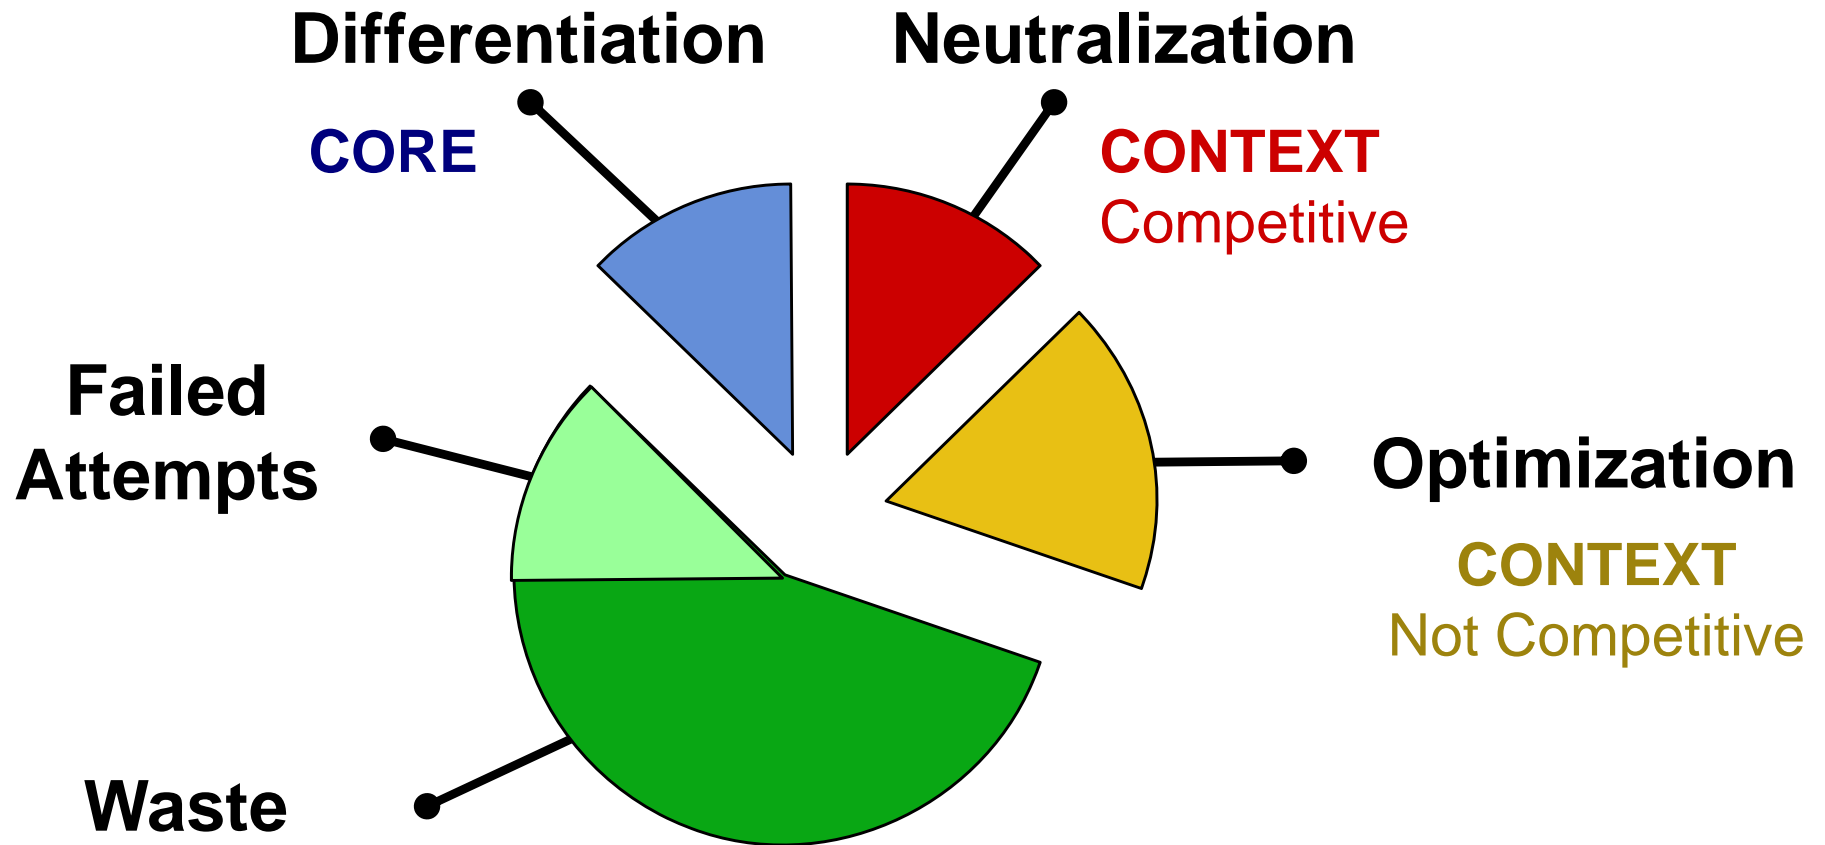 Differentiation
Neutralization
CORE
CONTEXT
Competitive
Failed
Attempts
Optimization
CONTEXT
Not Competitive
Waste